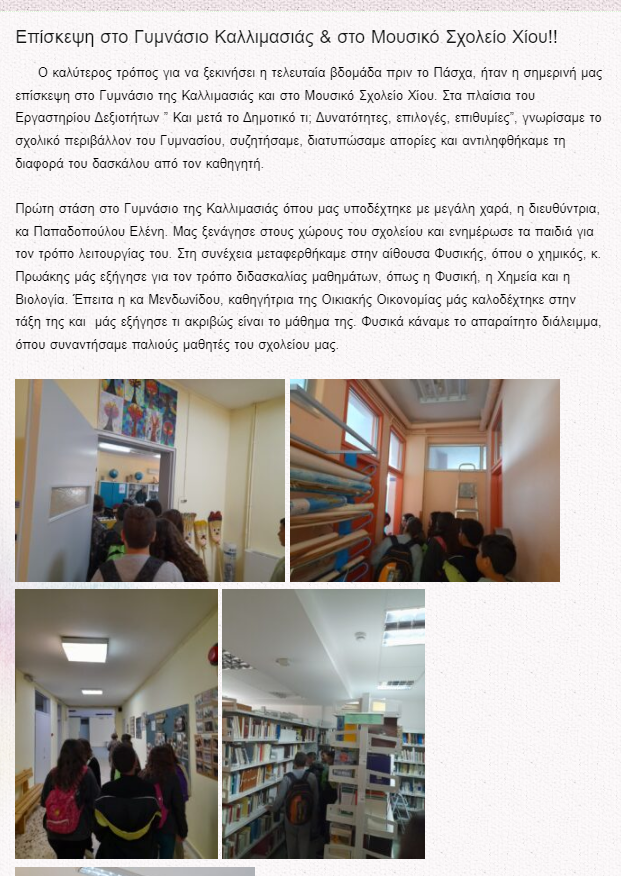 Επίσκεψη στο Γυμνάσιο Καλλιμασιάς & στο Μουσικό Σχολείο Χίου!!
Ο καλύτερος τρόπος για να ξεκινήσει η τελευταία βδομάδα πριν το Πάσχα, ήταν η σημερινή μας
επίσκεψη στο Γυμνάσιο της Καλλιμασιάς και στο Μουσικό Σχολείο Χίου. Στα πλαίσια του
Εργαστηρίου Δεξιοτήτων ” Και μετά το Δημοτικό τι; Δυνατότητες, επιλογές, επιθυμίες”, γνωρίσαμε το
σχολικό περιβάλλον του Γυμνασίου, συζητήσαμε, διατυπώσαμε απορίες και αντιληφθήκαμε τη
διαφορά του δασκάλου από τον καθηγητή.
Πρώτη στάση στο Γυμνάσιο της Καλλιμασιάς όπου μας υποδέχτηκε με μεγάλη χαρά, η διευθύντρια,
κα Παπαδοπούλου Ελένη. Μας ξενάγησε στους χώρους του σχολείου και ενημέρωσε τα παιδιά για
τον τρόπο λειτουργίας του. Στη συνέχεια μεταφερθήκαμε στην αίθουσα Φυσικής, όπου ο χημικός, κ.
Πρωάκης μάς εξήγησε για τον τρόπο διδασκαλίας μαθημάτων, όπως η Φυσική, η Χημεία και η
Βιολογία. Έπειτα η κα Μενδωνίδου, καθηγήτρια της Οικιακής Οικονομίας μάς καλοδέχτηκε στην
τάξη της και  μάς εξήγησε τι ακριβώς είναι το μάθημα της. Φυσικά κάναμε το απαραίτητο διάλειμμα,
όπου συναντήσαμε παλιούς μαθητές του σχολείου μας.